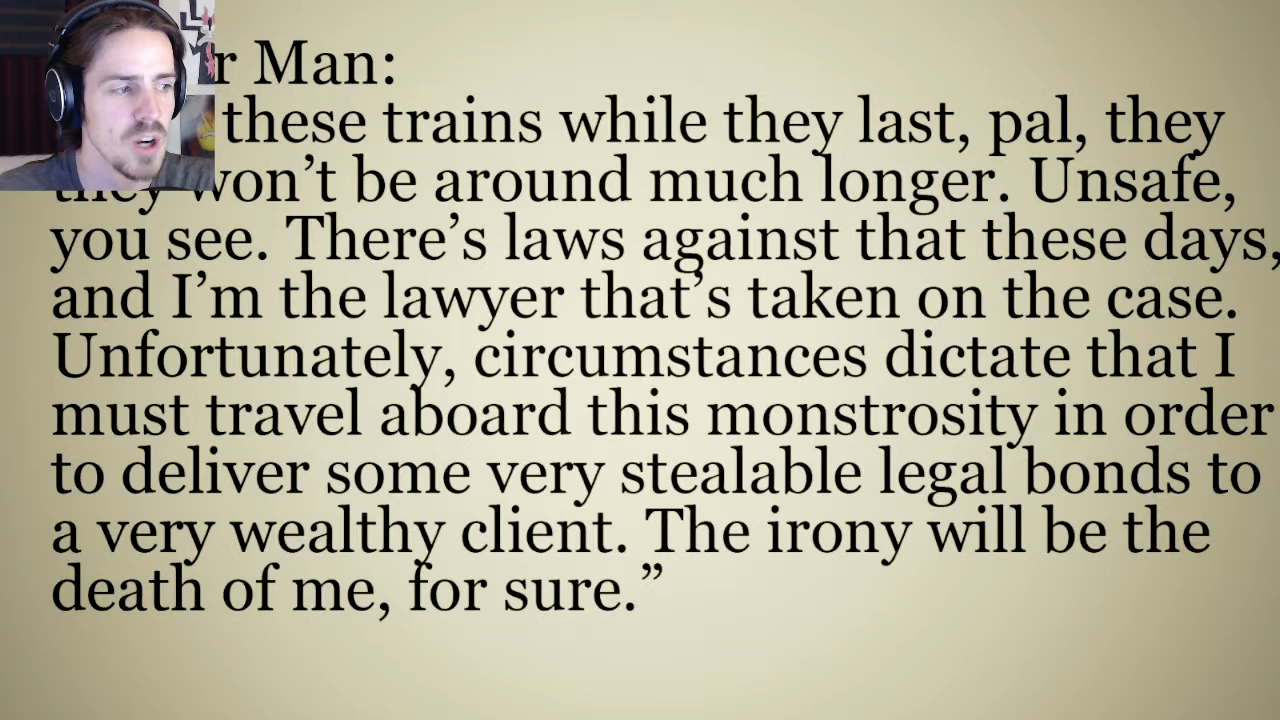 r Man:
these trains while they last, pal, they
they won’t be around much longer. Unsafe,
you see. There’s laws against that these days,
and I’m the lawyer that’s taken on the case.
Unfortunately, circumstances dictate that I
must travel aboard this monstrosity in order
to deliver some very stealable legal bonds to
a very wealthy client. The irony will be the
death of me, for sure.”